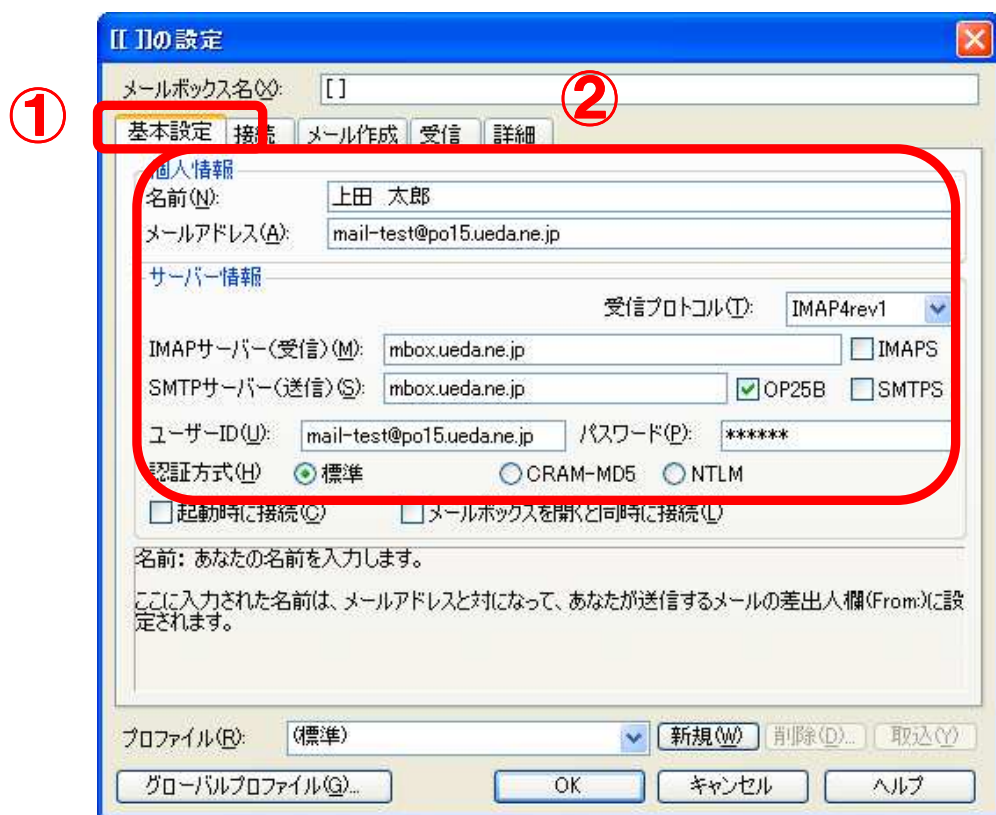 [[ ]]の設定
メールボックス名(X): [ ]
① ②
基本設定 接続 メール作成 受信 詳細
個人情報
名前(N): 上田 太郎
メールアドレス(A): mail-test@po15.ueda.ne.jp
サーバー情報
受信プロトコル(T): IMAP4rev1
IMAPサーバー(受信)(M): mbox.ueda.ne.jp IMAPS
SMTPサーバー(送信)(S): mbox.ueda.ne.jp OP25B SMTPS
ユーザーID(U): mail-test@po15.ueda.ne.jp パスワード(P): ******
認証方式(H) 標準 CRAM-MD5 NTLM
起動時に接続(C) メールボックスを開くと同時に接続(L)
名前: あなたの名前を入力します。
ここに入力された名前は、メールアドレスと対になって、あなたが送信するメールの差出人欄(From:)に設
定されます。
プロファイル(R): (標準) 新規(W) 削除(D)... 取込(Y)
グローバルプロファイル(G)... OK キャンセル ヘルプ